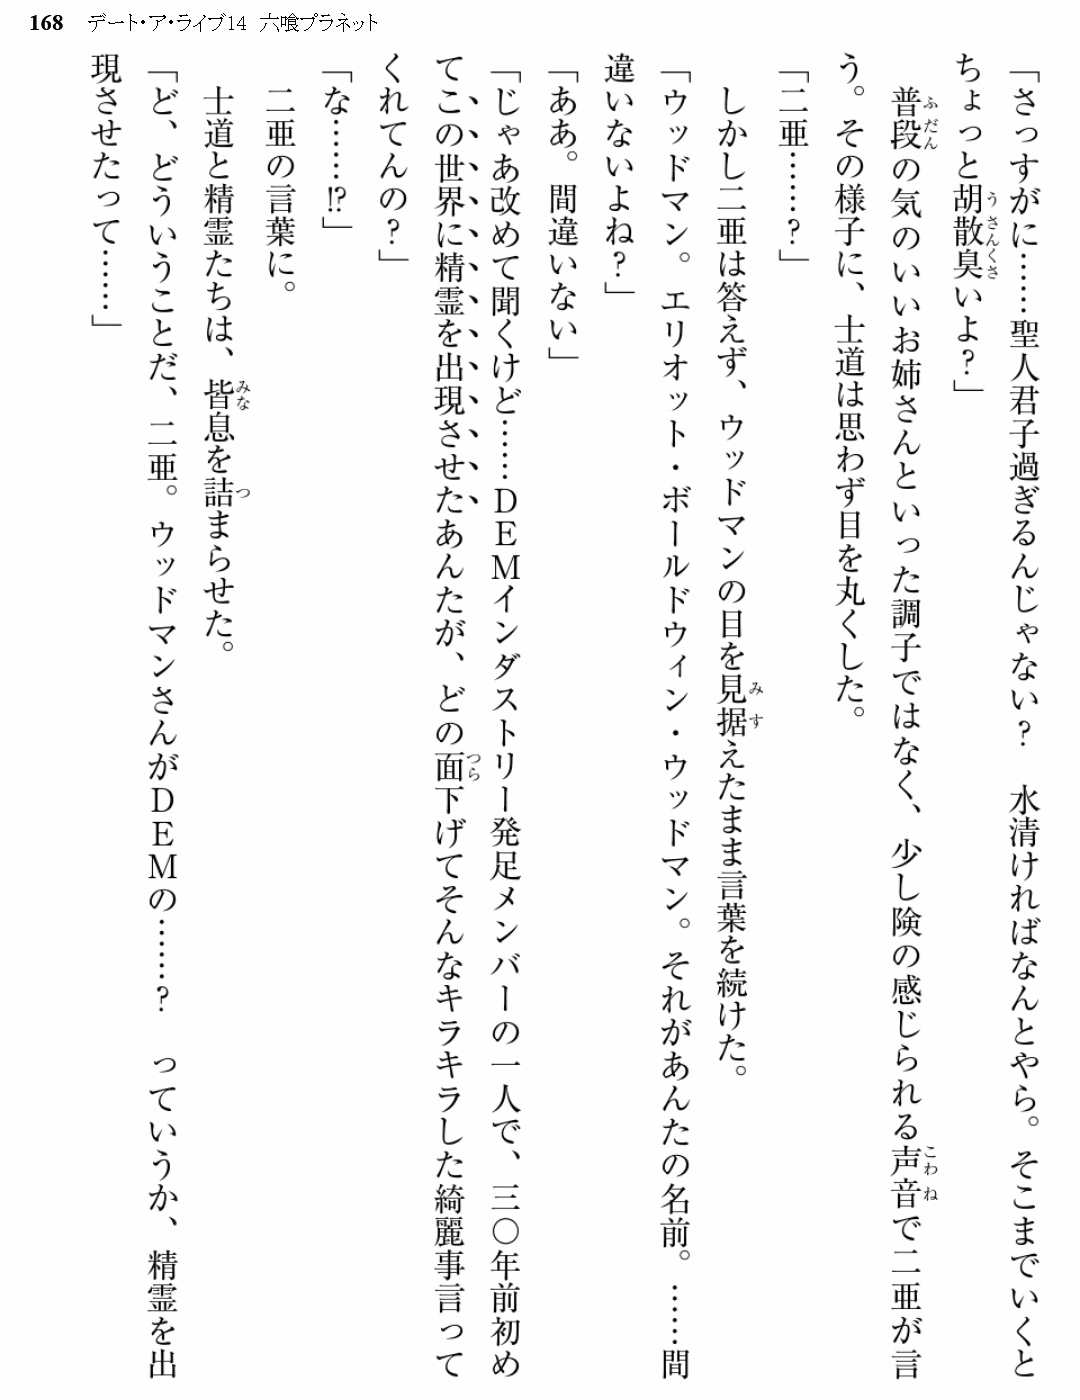 168 デート・ア・ライブ14 六喰プラネット
「さっすがに……聖人君子過ぎるんじゃない？　水清ければなんとやら。そこまでいくと
ちょっと胡散臭いよ？」
　普段の気のいいお姉さんといった調子ではなく、少し険の感じられる声音で二亜が言
う。その様子に、士道は思わず目を丸くした。
「二亜……？」
　しかし二亜は答えず、ウッドマンの目を見据えたまま言葉を続けた。
「ウッドマン。エリオット・ボールドウィン・ウッドマン。それがあんたの名前。……間
違いないよね？」
「ああ。間違いない」
「じゃあ改めて聞くけど……ＤＥＭインダストリー発足メンバーの一人で、三〇年前初め
てこの世界に精霊を出現させたあんたが、どの面下げてそんなキラキラした綺麗事言って
くれてんの？」
「な……⁉」
　二亜の言葉に。
　士道と精霊たちは、皆息を詰まらせた。
「ど、どういうことだ、二亜。ウッドマンさんがＤＥＭの……？　っていうか、精霊を出
現させたって……」